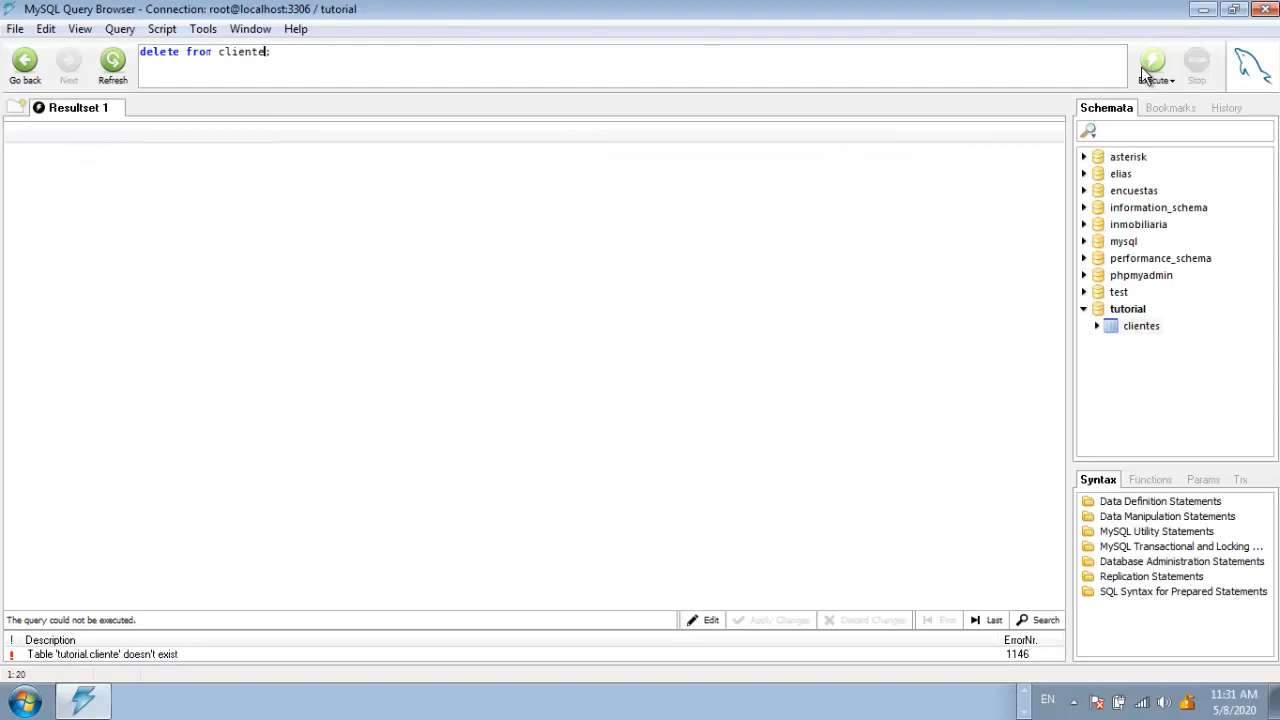 MySQL Query Browser - Connection: root@localhost:3306 / tutorial
File Edit View Query Script Tools Window Help
delete from cliente;
Go back Next Refresh Execute Stop
Resultset 1
Schemata Bookmarks History
asterisk
elias
encuestas
information_schema
inmobiliaria
mysql
performance_schema
phpmyadmin
test
tutorial
clientes
Syntax Functions Params Trx
Data Definition Statements
Data Manipulation Statements
MySQL Utility Statements
MySQL Transactional and Locking ...
Database Administration Statements
Replication Statements
SQL Syntax for Prepared Statements
The query could not be executed. Edit Apply Changes Discard Changes First Last Search
! Description ErrorNr.
! Table 'tutorial.cliente' doesn't exist 1146
1: 20
EN 11:31 AM
5/8/2020